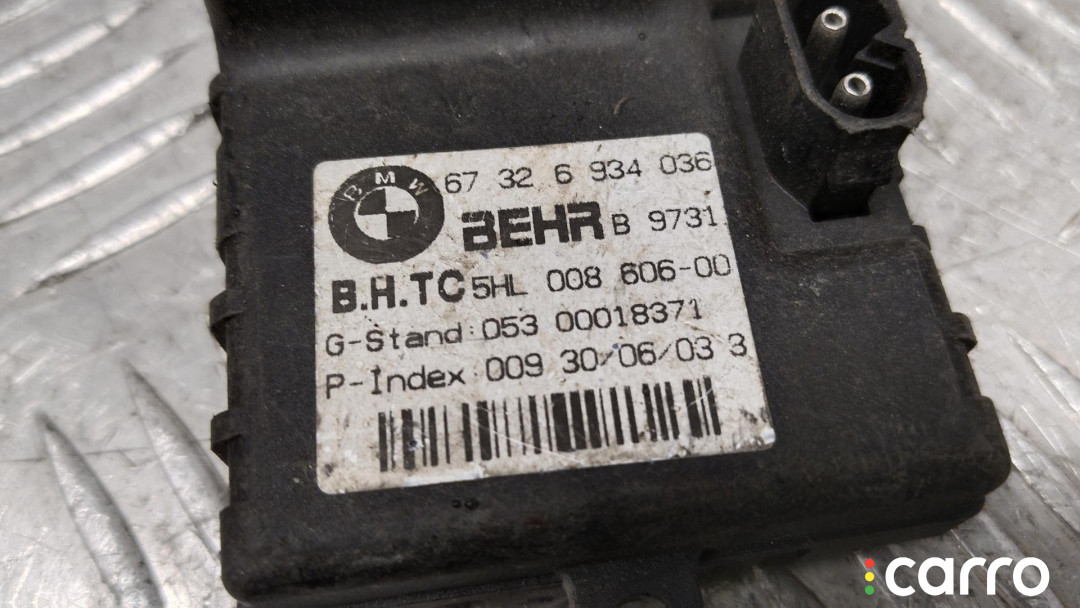 BMW 67 32 6 934 036
BEHR B 9731
B.H.TC 5HL 008 606-00
G-Stand:053 00018371
P-Index:009 30/06/03 3
carro